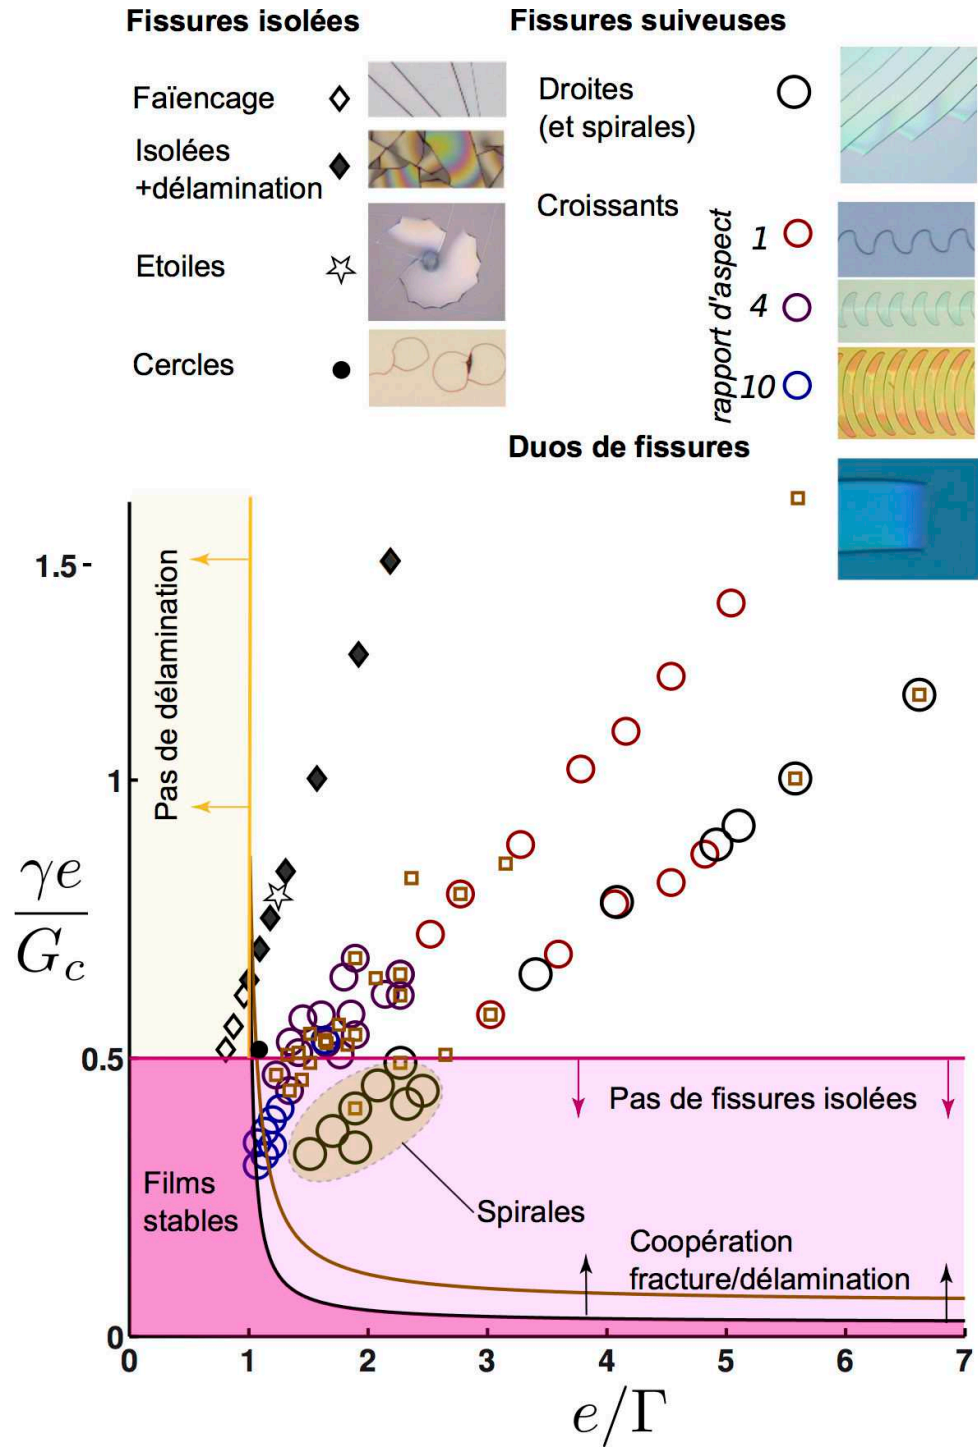 Fissures isolées
Fissures suiveuses
Faïencage
Isolées
+délamination
Etoiles
Cercles
Droites
(et spirales)
Croissants
rapport d'aspect
1
4
10
Duos de fissures
Pas de délamination
1.5
1
0.5
0
γe
G_c
Pas de fissures isolées
Films
stables
Spirales
Coopération
fracture/délamination
0 1 2 3 4 5 6 7
e/Γ